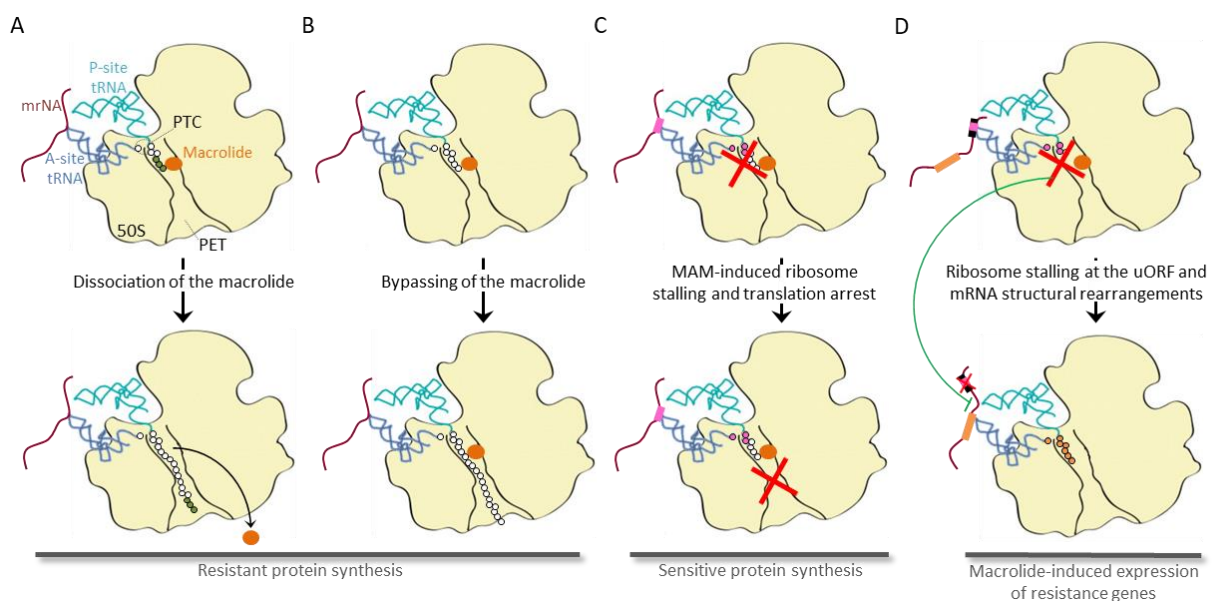 A
B
C
D
P-site
tRNA
mrNA
PTC
A-site
tRNA
Macrolide
50S
PET
Dissociation of the macrolide
Bypassing of the macrolide
MAM-induced ribosome
stalling and translation arrest
Ribosome stalling at the uORF and
mRNA structural rearrangements
Resistant protein synthesis
Sensitive protein synthesis
Macrolide-induced expression
of resistance genes